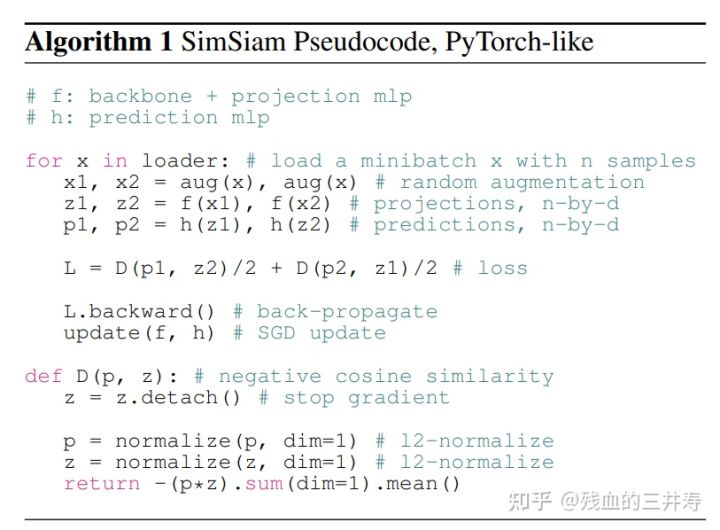 Algorithm 1 SimSiam Pseudocode, PyTorch-like
# f: backbone + projection mlp
# h: prediction mlp
for x in loader: # load a minibatch x with n samples
x1, x2 = aug(x), aug(x) # random augmentation
z1, z2 = f(x1), f(x2) # projections, n-by-d
p1, p2 = h(z1), h(z2) # predictions, n-by-d
L = D(p1, z2)/2 + D(p2, z1)/2 # loss
L.backward() # back-propagate
update(f, h) # SGD update
def D(p, z): # negative cosine similarity
z = z.detach() # stop gradient
p = normalize(p, dim=1) # l2-normalize
z = normalize(z, dim=1) # l2-normalize
return -(p*z).sum(dim=1).mean()
知乎 @残血的三井寿